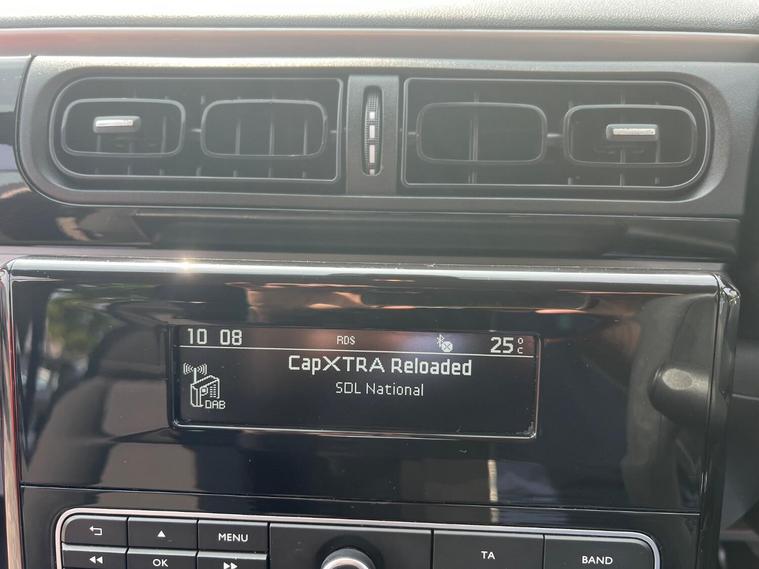 10 08 RDS 25°C
CapXTRA Reloaded
SDL National
DAB
MENU
OK
TA
BAND